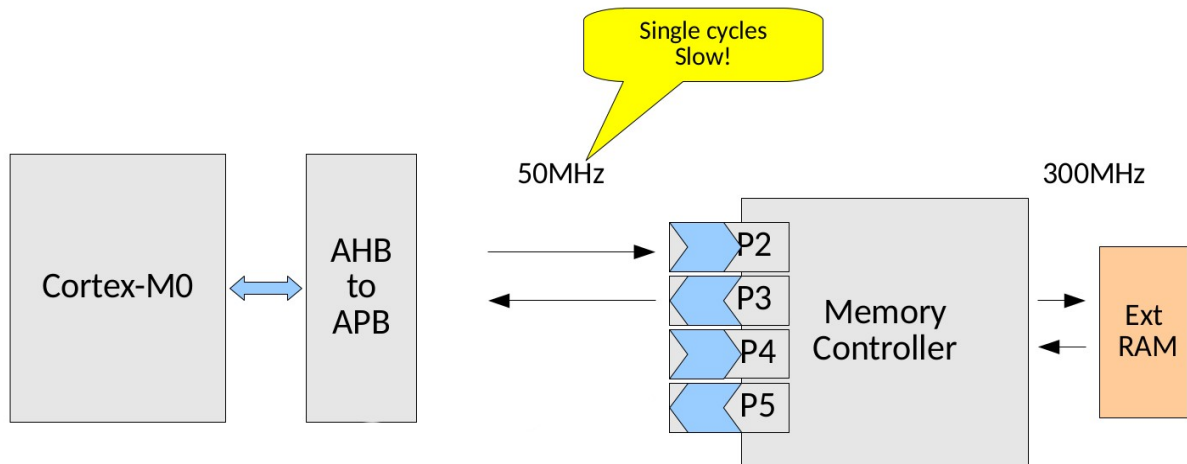 Single cycles
Slow!
50MHz
300MHz
Cortex-M0
AHB
to
APB
P2
P3
P4
P5
Memory
Controller
Ext
RAM